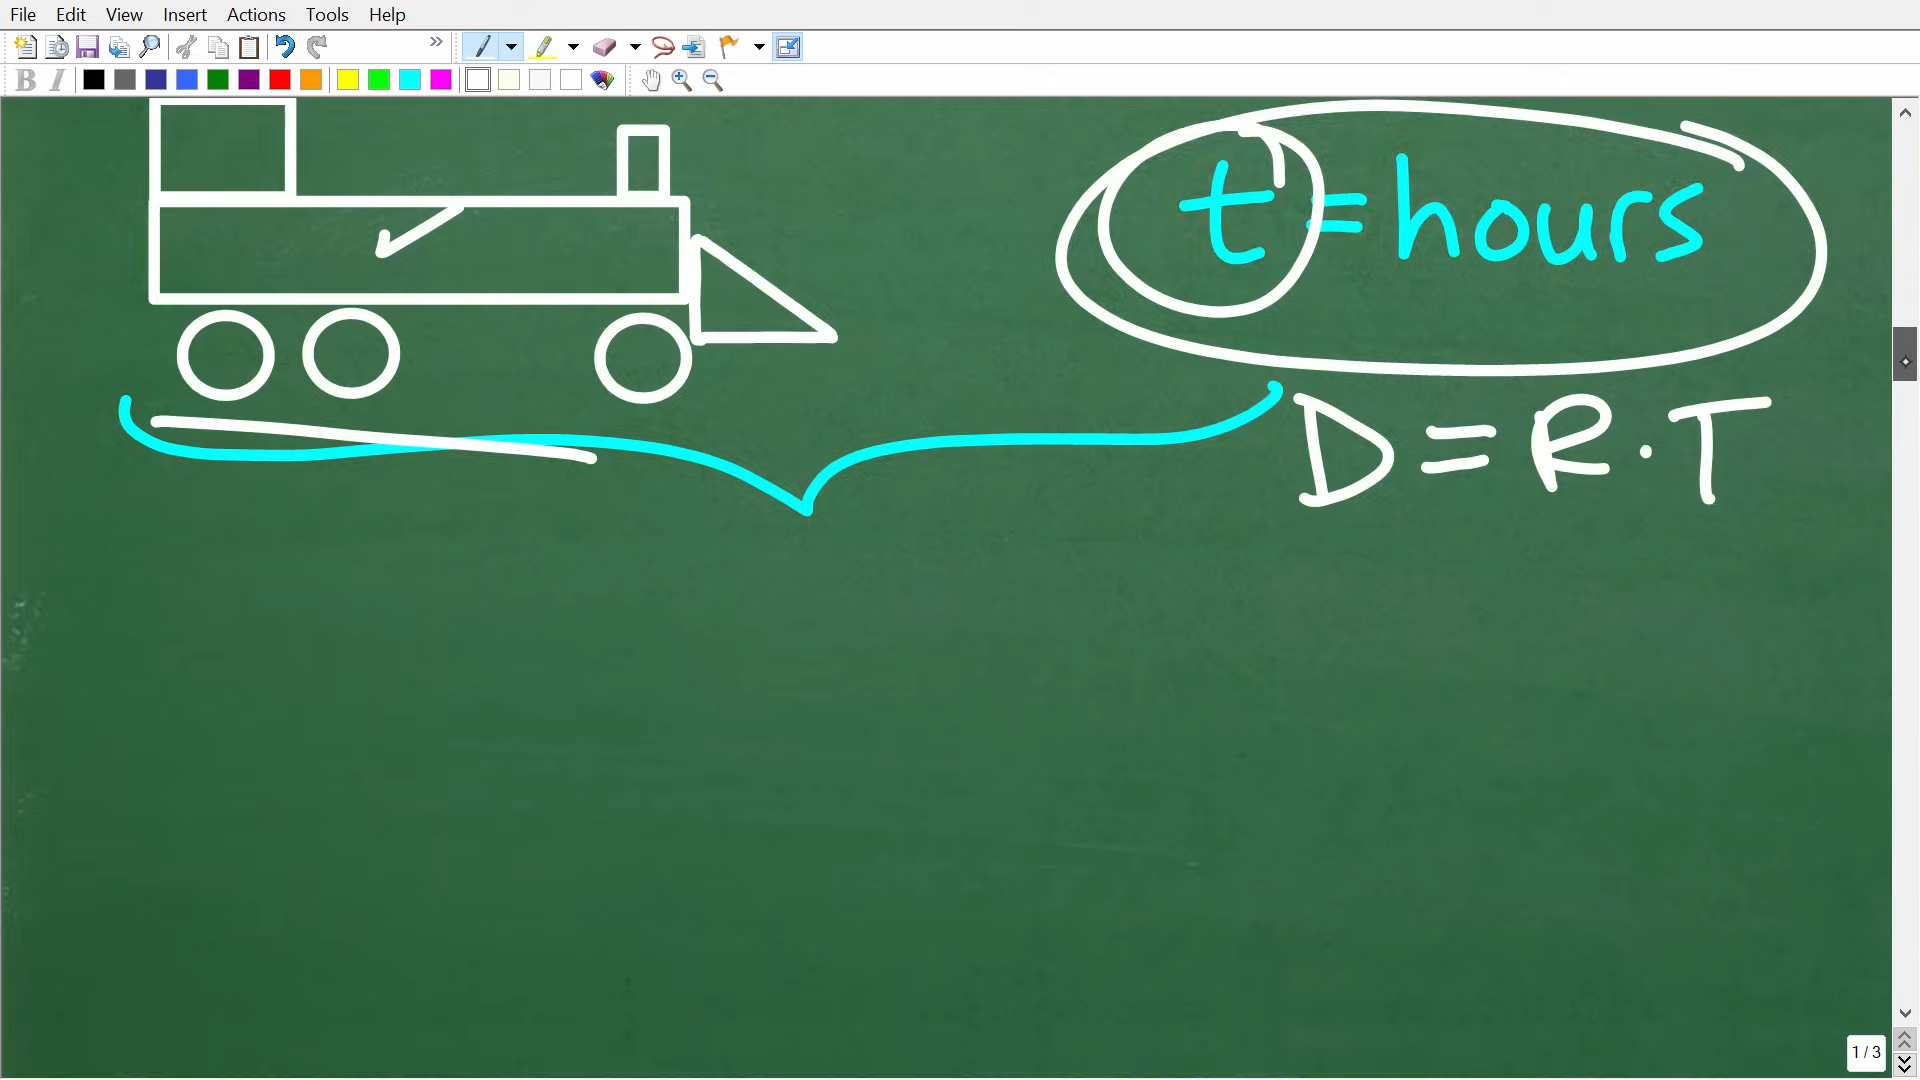 File Edit View Insert Actions Tools Help
B I
t = hours
D = R · T
1 / 3